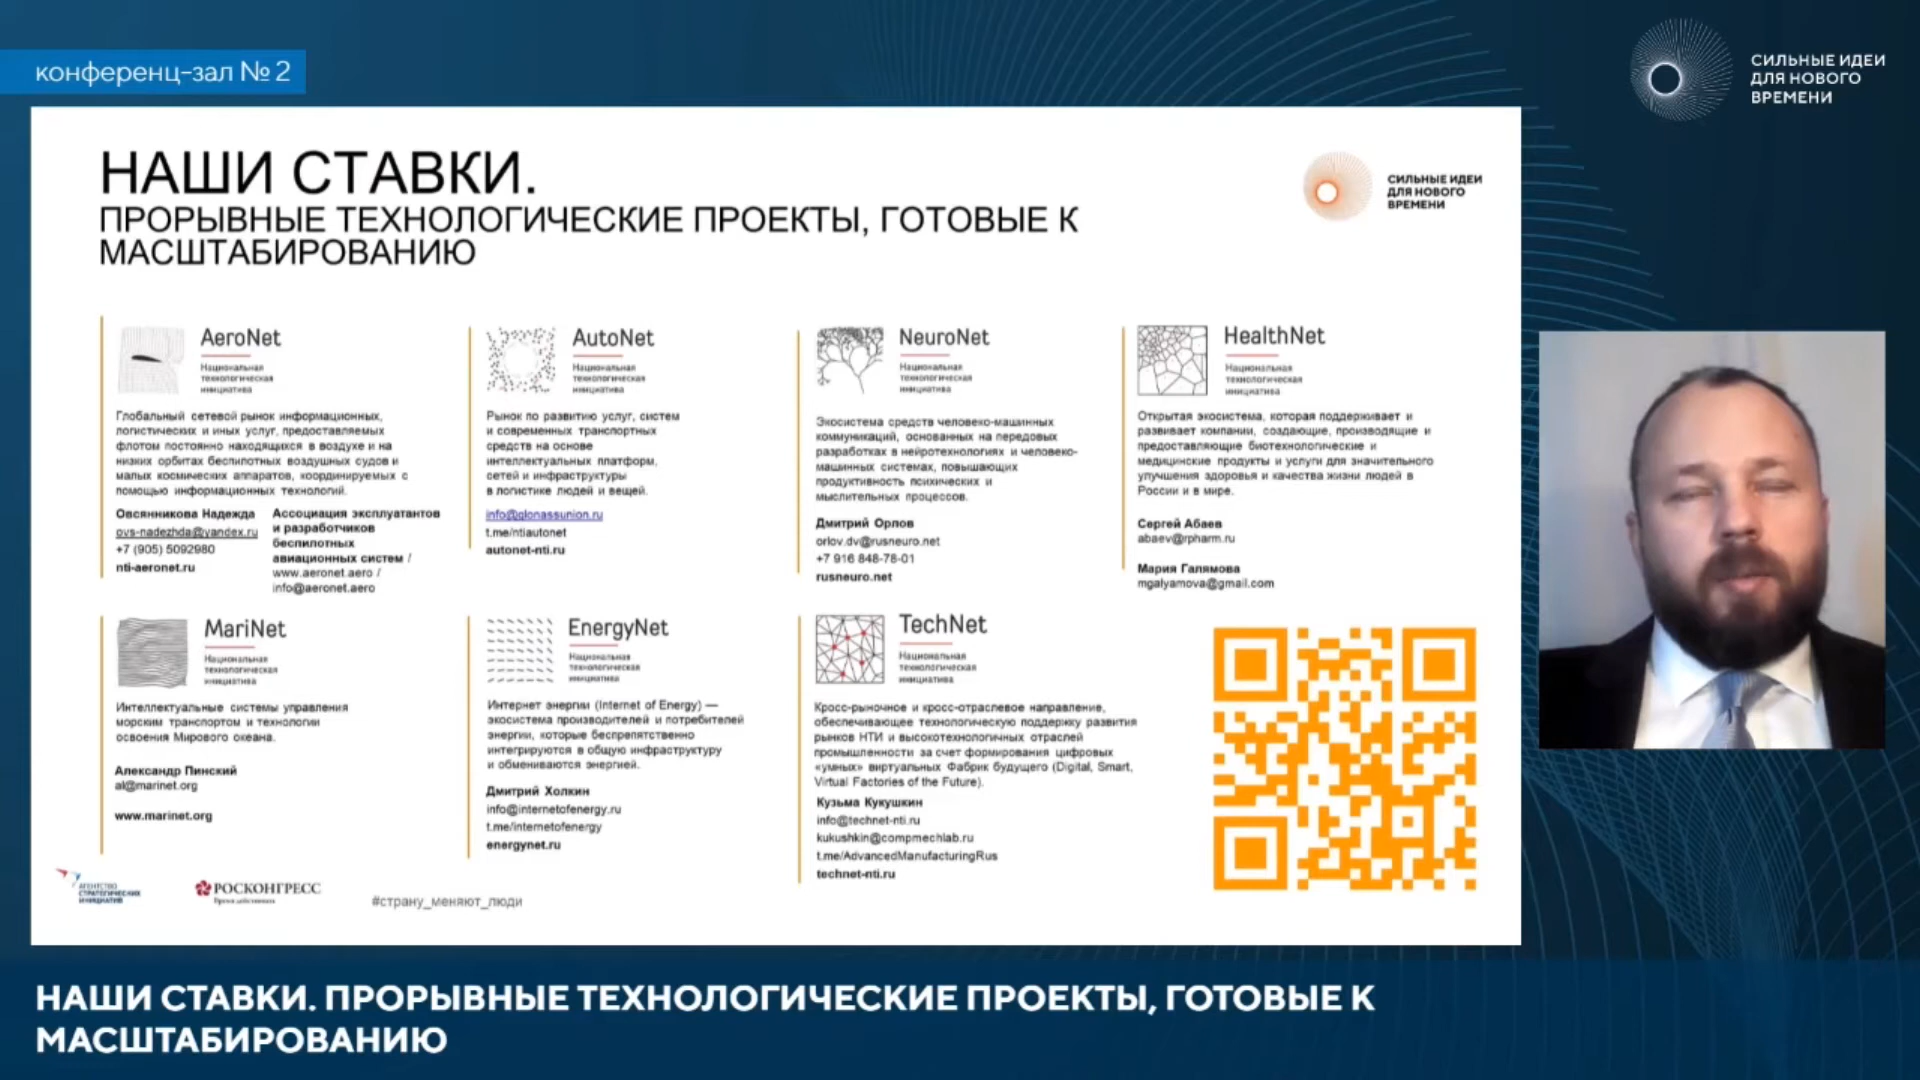 конференц-зал № 2
СИЛЬНЫЕ ИДЕИ
ДЛЯ НОВОГО
ВРЕМЕНИ
НАШИ СТАВКИ.
ПРОРЫВНЫЕ ТЕХНОЛОГИЧЕСКИЕ ПРОЕКТЫ, ГОТОВЫЕ К
МАСШТАБИРОВАНИЮ
СИЛЬНЫЕ ИДЕИ
ДЛЯ НОВОГО
ВРЕМЕНИ
AeroNet
Национальная
технологическая
инициатива
Глобальный сетевой рынок информационных,
логистических и иных услуг, предоставляемых
флотом постоянно находящихся в воздухе и на
низких орбитах беспилотных воздушных судов и
малых космических аппаратов, координируемых с
помощью информационных технологий.
Овсянникова Надежда
ovs-nadezhda@yandex.ru
+7 (905) 5092980
nti-aeronet.ru
Ассоциация эксплуатантов
и разработчиков
беспилотных
авиационных систем /
www.aeronet.aero /
info@aeronet.aero
AutoNet
Национальная
технологическая
инициатива
Рынок по развитию услуг, систем
и современных транспортных
средств на основе
интеллектуальных платформ,
сетей и инфраструктуры
в логистике людей и вещей.
info@glonassunion.ru
t.me/ntiautonet
autonet-nti.ru
NeuroNet
Национальная
технологическая
инициатива
Экосистема средств человеко-машинных
коммуникаций, основанных на передовых
разработках в нейротехнологиях и человеко-
машинных системах, повышающих
продуктивность психических и
мыслительных процессов.
Дмитрий Орлов
orlov.dv@rusneuro.net
+7 916 848-78-01
rusneuro.net
HealthNet
Национальная
технологическая
инициатива
Открытая экосистема, которая поддерживает и
развивает компании, создающие, производящие и
предоставляющие биотехнологические и
медицинские продукты и услуги для значительного
улучшения здоровья и качества жизни людей в
России и в мире.
Сергей Абаев
abaev@rpharm.ru
Мария Галямова
mgalyamova@gmail.com
MariNet
Национальная
технологическая
инициатива
Интеллектуальные системы управления
морским транспортом и технологии
освоения Мирового океана.
Александр Пинский
al@marinet.org
www.marinet.org
EnergyNet
Национальная
технологическая
инициатива
Интернет энергии (Internet of Energy) —
экосистема производителей и потребителей
энергии, которые беспрепятственно
интегрируются в общую инфраструктуру
и обмениваются энергией.
Дмитрий Холкин
info@internetofenergy.ru
t.me/internetofenergy
energynet.ru
TechNet
Национальная
технологическая
инициатива
Кросс-рыночное и кросс-отраслевое направление,
обеспечивающее технологическую поддержку развития
рынков НТИ и высокотехнологичных отраслей
промышленности за счет формирования цифровых
«умных» виртуальных Фабрик будущего (Digital, Smart,
Virtual Factories of the Future).
Кузьма Кукушкин
info@technet-nti.ru
kukushkin@compmechlab.ru
t.me/AdvancedManufacturingRus
technet-nti.ru
АГЕНТСТВО
СТРАТЕГИЧЕСКИХ
ИНИЦИАТИВ
РОСКОНГРЕСС
Время действовать
#страну_меняют_люди
НАШИ СТАВКИ. ПРОРЫВНЫЕ ТЕХНОЛОГИЧЕСКИЕ ПРОЕКТЫ, ГОТОВЫЕ К
МАСШТАБИРОВАНИЮ